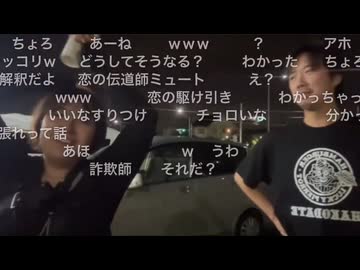 ちょろ あーね www ? アホ
ッコリw どうしてそうなる? わかった ちょろ
解釈だよ 恋の伝道師ミュート え?
www 恋の駆け引き わかっちゃっ
いいなすりつけ チョロいな 分かっ
張れって話
あほ w うわ
詐欺師 それだ?
HAKODATE